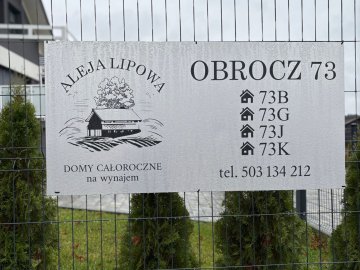 ALEJA LIPOWA
DOMY CAŁOROCZNE
na wynajem
OBROCZ 73
73B
73G
73J
73K
tel. 503 134 212